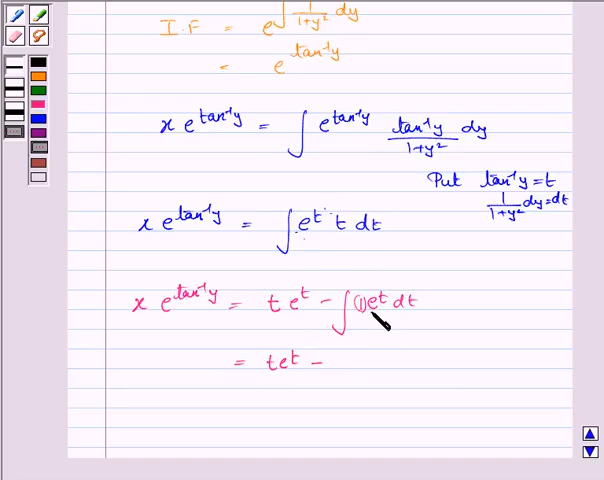 I.F = e^{∫ 1/(1+y²) dy}
= e^{tan⁻¹y}
x e^{tan⁻¹y} = ∫ e^{tan⁻¹y} tan⁻¹y/(1+y²) dy
Put tan⁻¹y = t
1/(1+y²) dy = dt
x e^{tan⁻¹y} = ∫ e^t t dt
x e^{tan⁻¹y} = t e^t - ∫ (1) e^t dt
= t e^t -